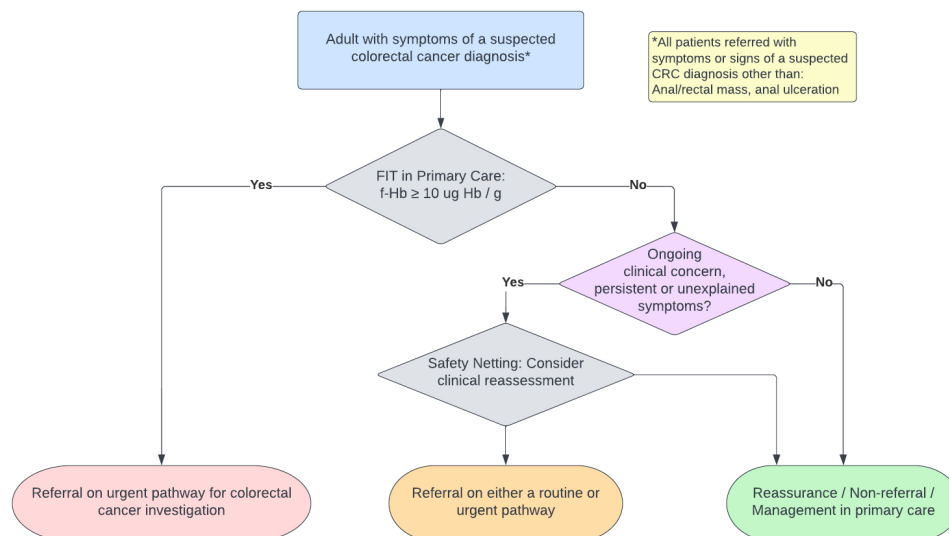 Adult with symptoms of a suspected
colorectal cancer diagnosis*
*All patients referred with
symptoms or signs of a suspected
CRC diagnosis other than:
Anal/rectal mass, anal ulceration
FIT in Primary Care:
f-Hb ≥ 10 ug Hb / g
Yes
No
Ongoing
clinical concern,
persistent or unexplained
symptoms?
Yes
No
Safety Netting: Consider
clinical reassessment
Referral on urgent pathway for colorectal
cancer investigation
Referral on either a routine or
urgent pathway
Reassurance / Non-referral /
Management in primary care